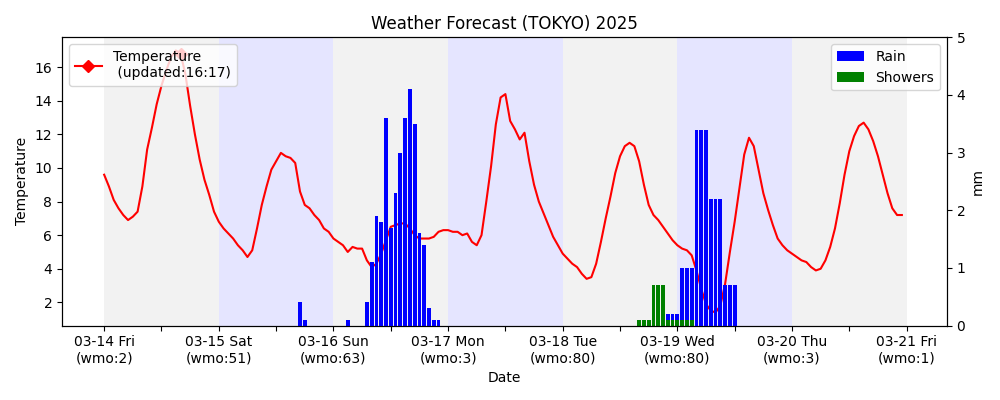 Weather Forecast (TOKYO) 2025
Temperature
(updated:16:17)
Rain
Showers
Temperature
16
14
12
10
8
6
4
2
5
4
3
2
1
0
mm
03-14 Fri
(wmo:2)
03-15 Sat
(wmo:51)
03-16 Sun
(wmo:63)
03-17 Mon
(wmo:3)
03-18 Tue
(wmo:80)
03-19 Wed
(wmo:80)
03-20 Thu
(wmo:3)
03-21 Fri
(wmo:1)
Date